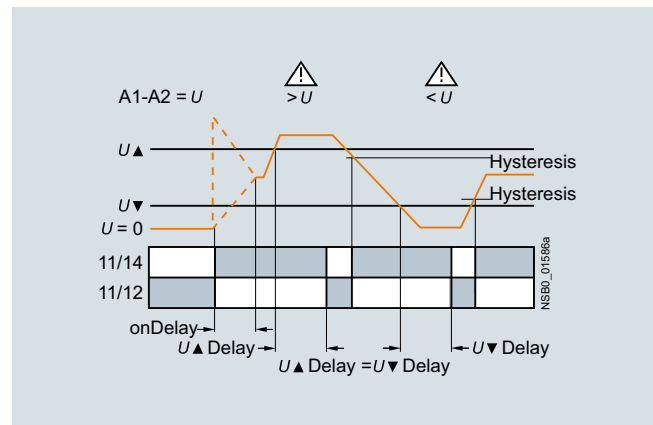 A1-A2 = U
> U
< U
U▲
Hysteresis
Hysteresis
U▼
U = 0
11/14
11/12
NSB0_01586a
onDelay
U▲Delay
U▼Delay
U▲Delay =U▼Delay